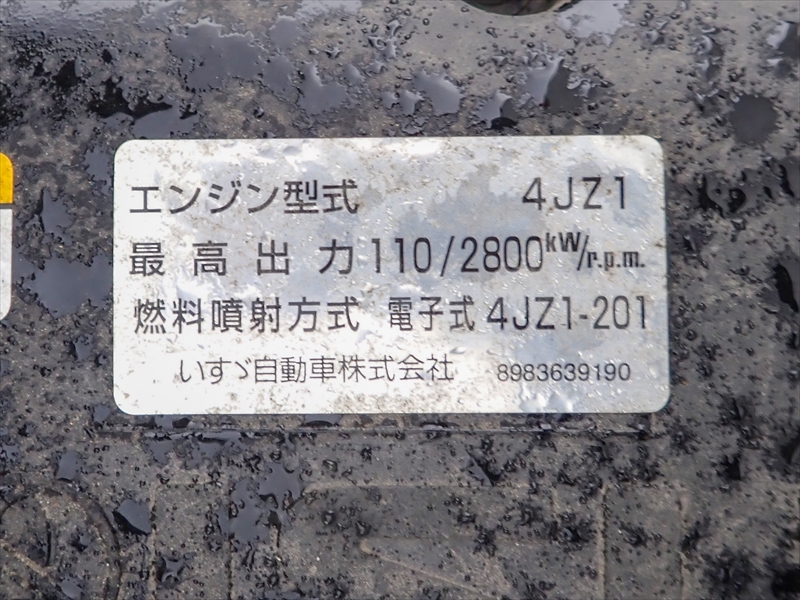 エンジン型式 4JZ1
最高出力 110/2800kW/r.p.m.
燃料噴射方式 電子式 4JZ1-201
いすゞ自動車株式会社 8983639190